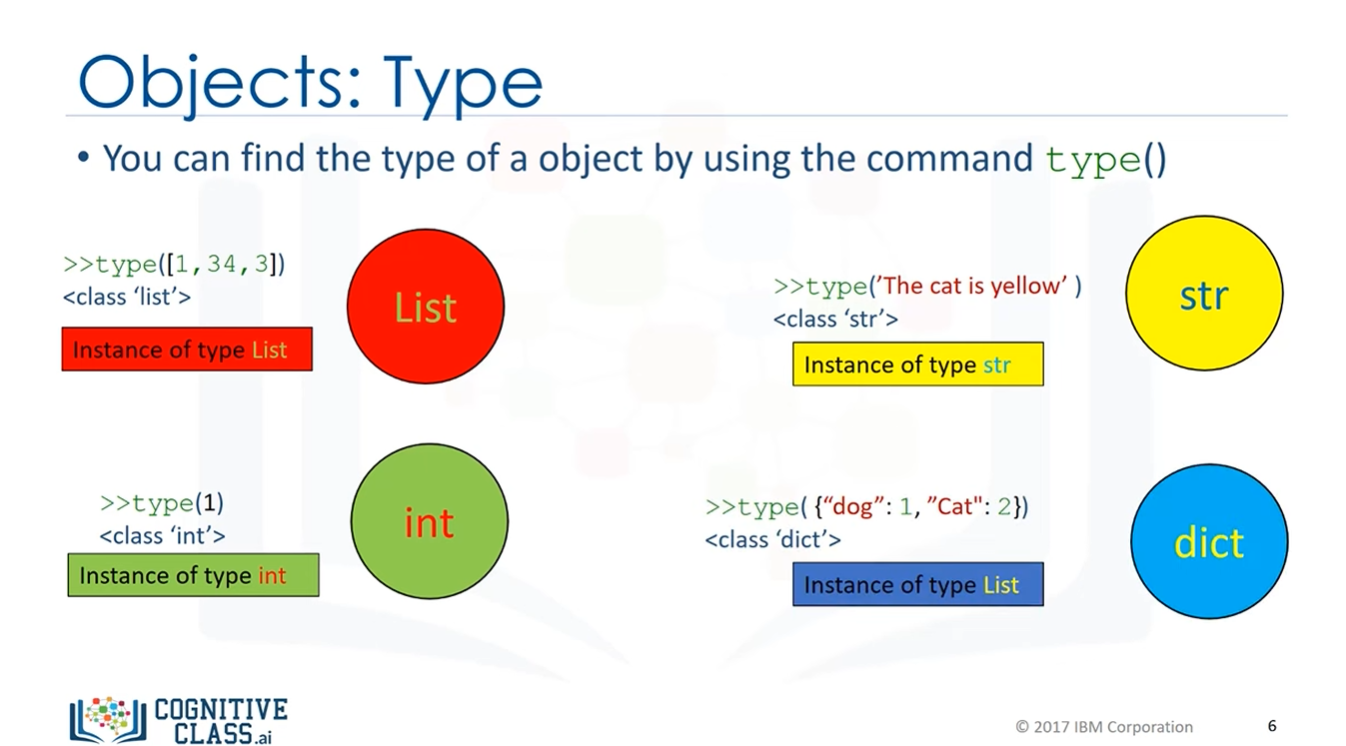 Objects: Type
• You can find the type of a object by using the command type()
>>type([1,34,3])
<class ‘list’>
Instance of type List
List
>>type(’The cat is yellow’ )
<class ‘str’>
Instance of type str
str
>>type(1)
<class ‘int’>
Instance of type int
int
>>type( {“dog”: 1, ”Cat": 2})
<class ‘dict’>
Instance of type List
dict
COGNITIVE
CLASS.ai
© 2017 IBM Corporation
6